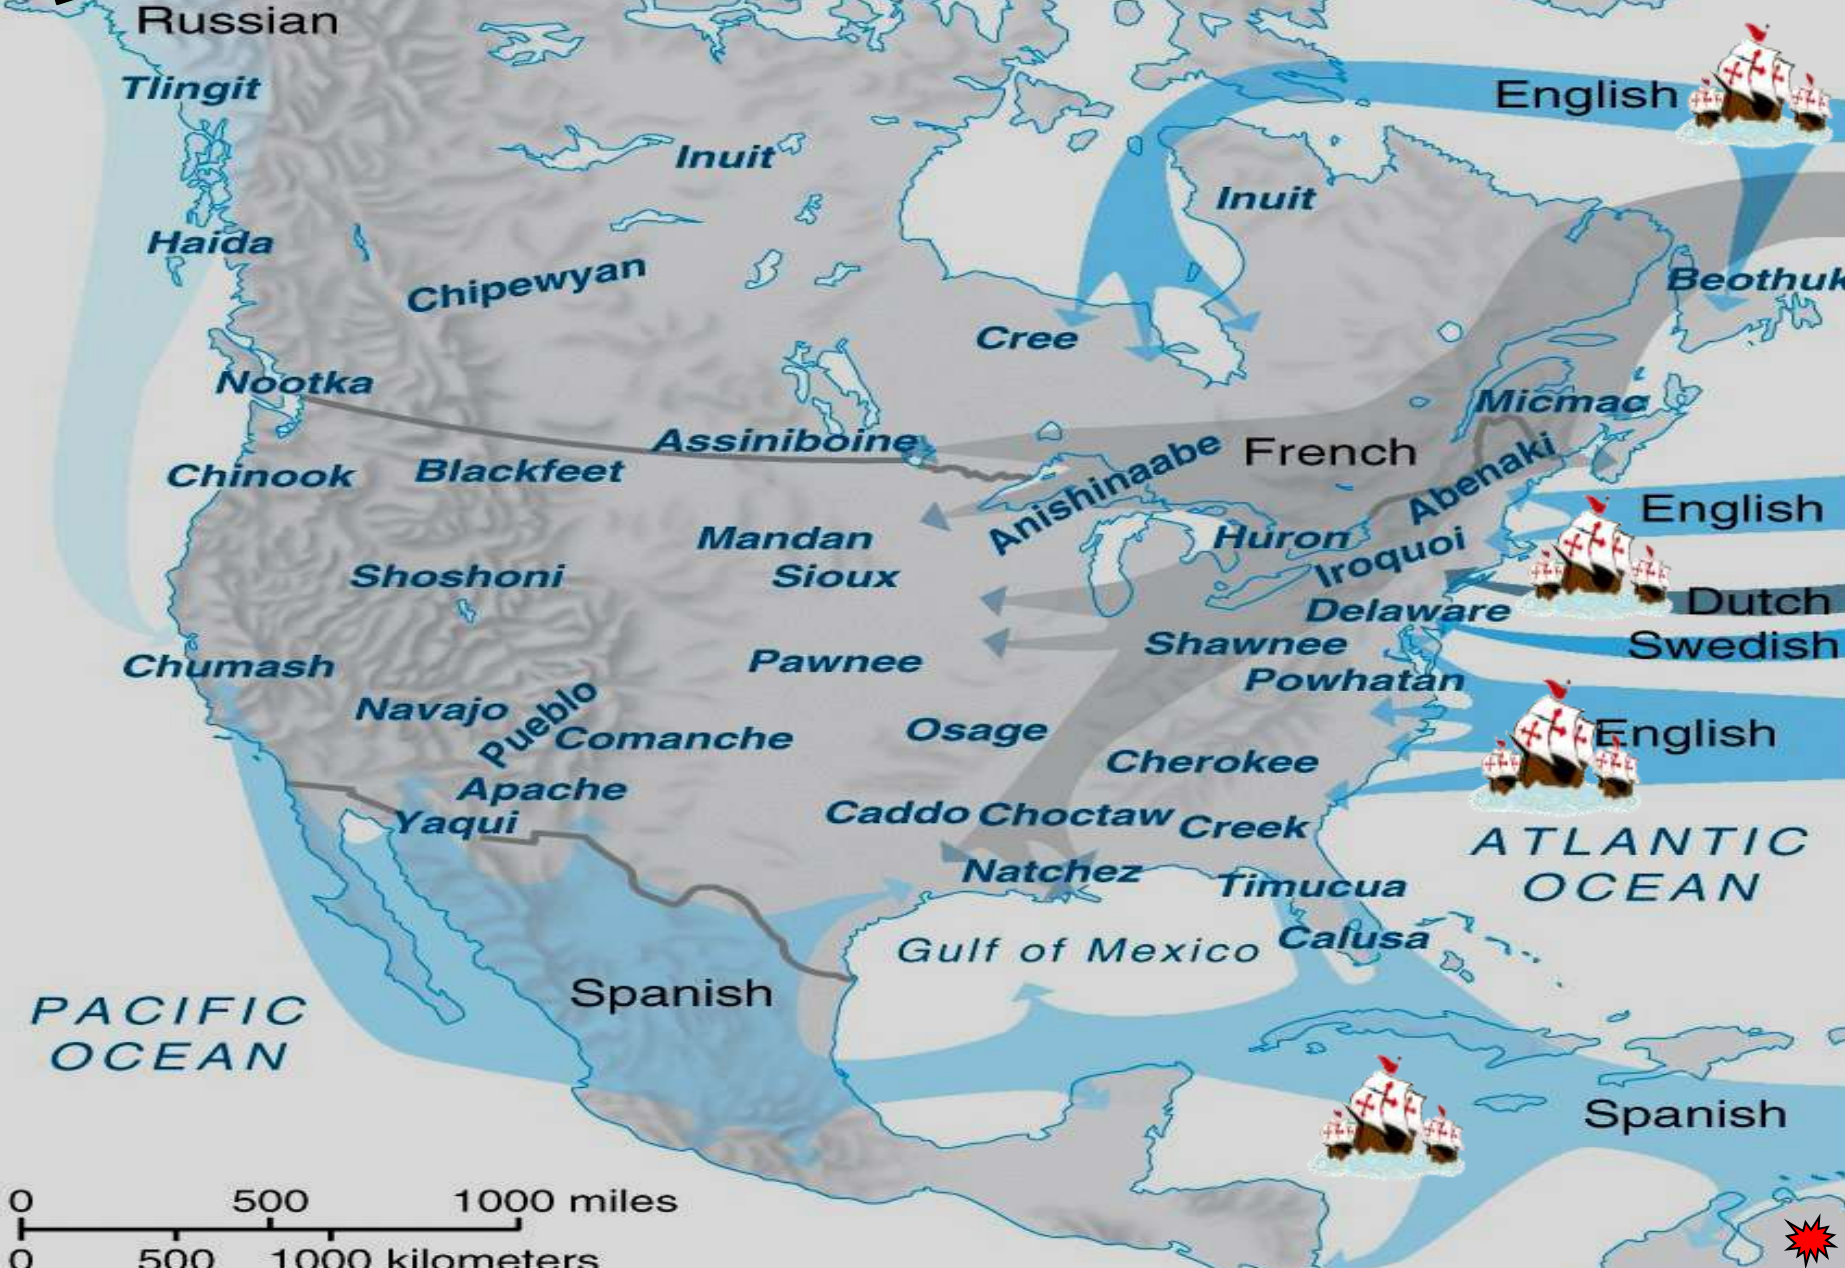 Russian
Tlingit
English
Inuit
Inuit
Haida
Chipewyan
Beothuk
Cree
Nootka
Micmac
Assiniboine
French
Chinook
Blackfeet
Anishinaabe
Abenaki
English
Mandan
Huron
Iroquoi
Shoshoni
Sioux
Dutch
Delaware
Swedish
Shawnee
Chumash
Pawnee
Powhatan
Navajo
Pueblo
Comanche
Osage
English
Cherokee
Apache
Yaqui
Caddo
Choctaw
Creek
ATLANTIC
OCEAN
Natchez
Timucua
Calusa
Gulf of Mexico
Spanish
PACIFIC
OCEAN
Spanish
0 500 1000 miles
0 500 1000 kilometers